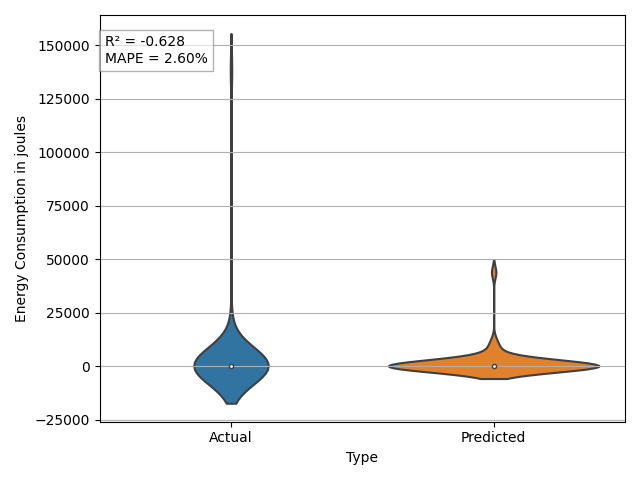 R² = -0.628
MAPE = 2.60%
150000
125000
100000
75000
50000
25000
0
−25000
Energy Consumption in joules
Actual
Predicted
Type